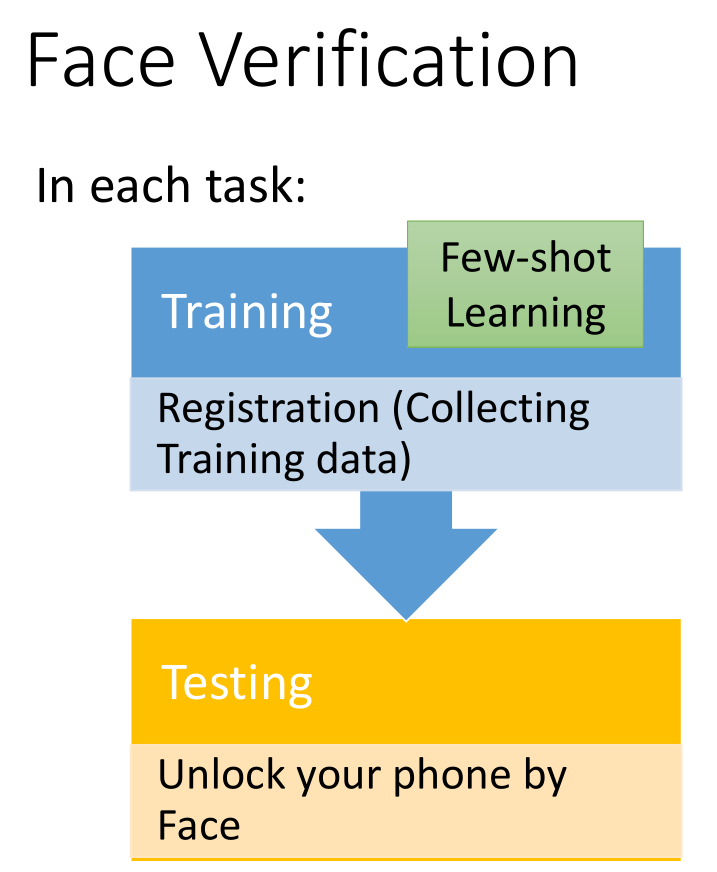 Face Verification
In each task:
Few-shot
Learning
Training
Registration (Collecting
Training data)
Testing
Unlock your phone by
Face